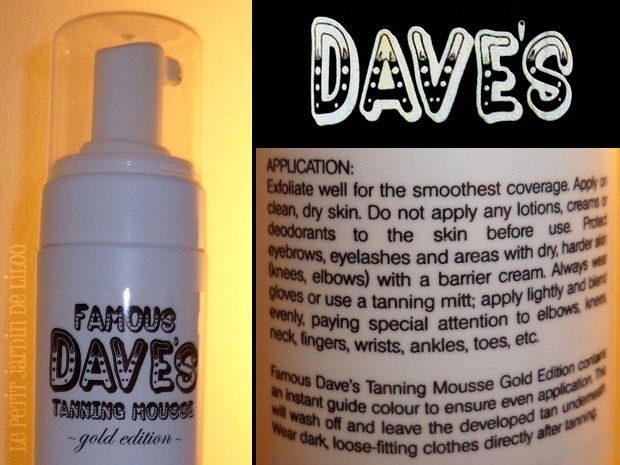 Le Petit Jardin de Liloo
FAMOUS
DAVE'S
TANNING MOUSSE
~gold edition~
DAVE'S
APPLICATION:
Exfoliate well for the smoothest coverage. Apply on
clean, dry skin. Do not apply any lotions, creams or
deodorants to the skin before use. Protect
eyebrows, eyelashes and areas with dry, harder skin
(knees, elbows) with a barrier cream. Always wear
gloves or use a tanning mitt; apply lightly and blend
evenly, paying special attention to elbows, knees,
neck, fingers, wrists, ankles, toes, etc.
Famous Dave's Tanning Mousse Gold Edition contains
an instant guide colour to ensure even application. This
will wash off and leave the developed tan underneath
Wear dark, loose-fitting clothes directly after tanning.